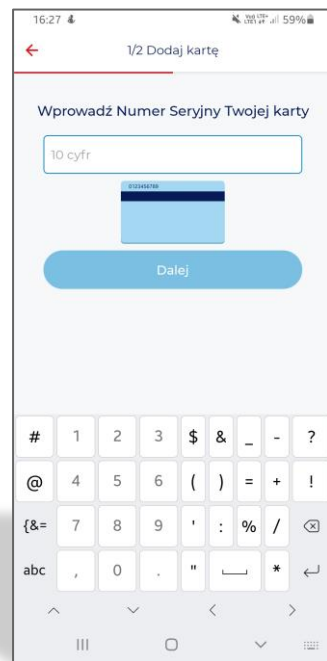 16:27 59%
1/2 Dodaj kartę
Wprowadź Numer Seryjny Twojej karty
10 cyfr
0123456789
Dalej
# 1 2 3 $ & _ - ?
@ 4 5 6 ( ) = + !
{&= 7 8 9 ' : % /
abc , 0 . " *